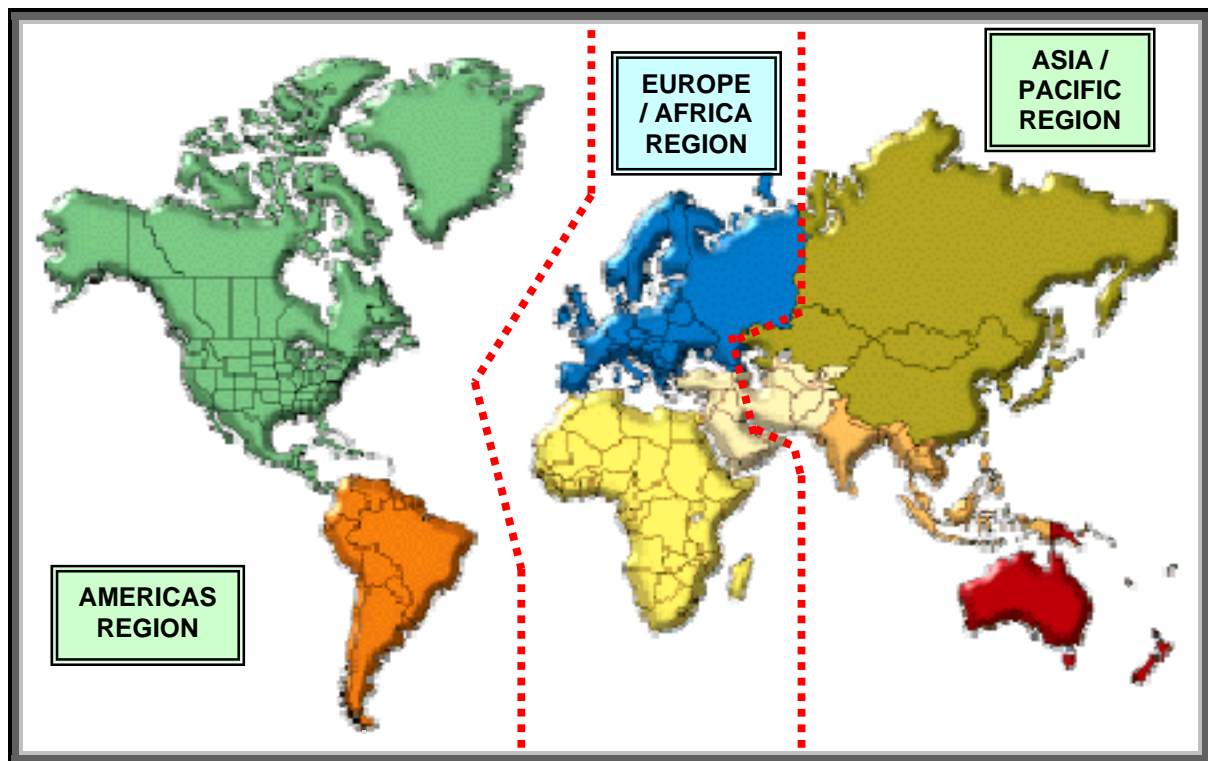 EUROPE
/ AFRICA
REGION
ASIA /
PACIFIC
REGION
AMERICAS
REGION